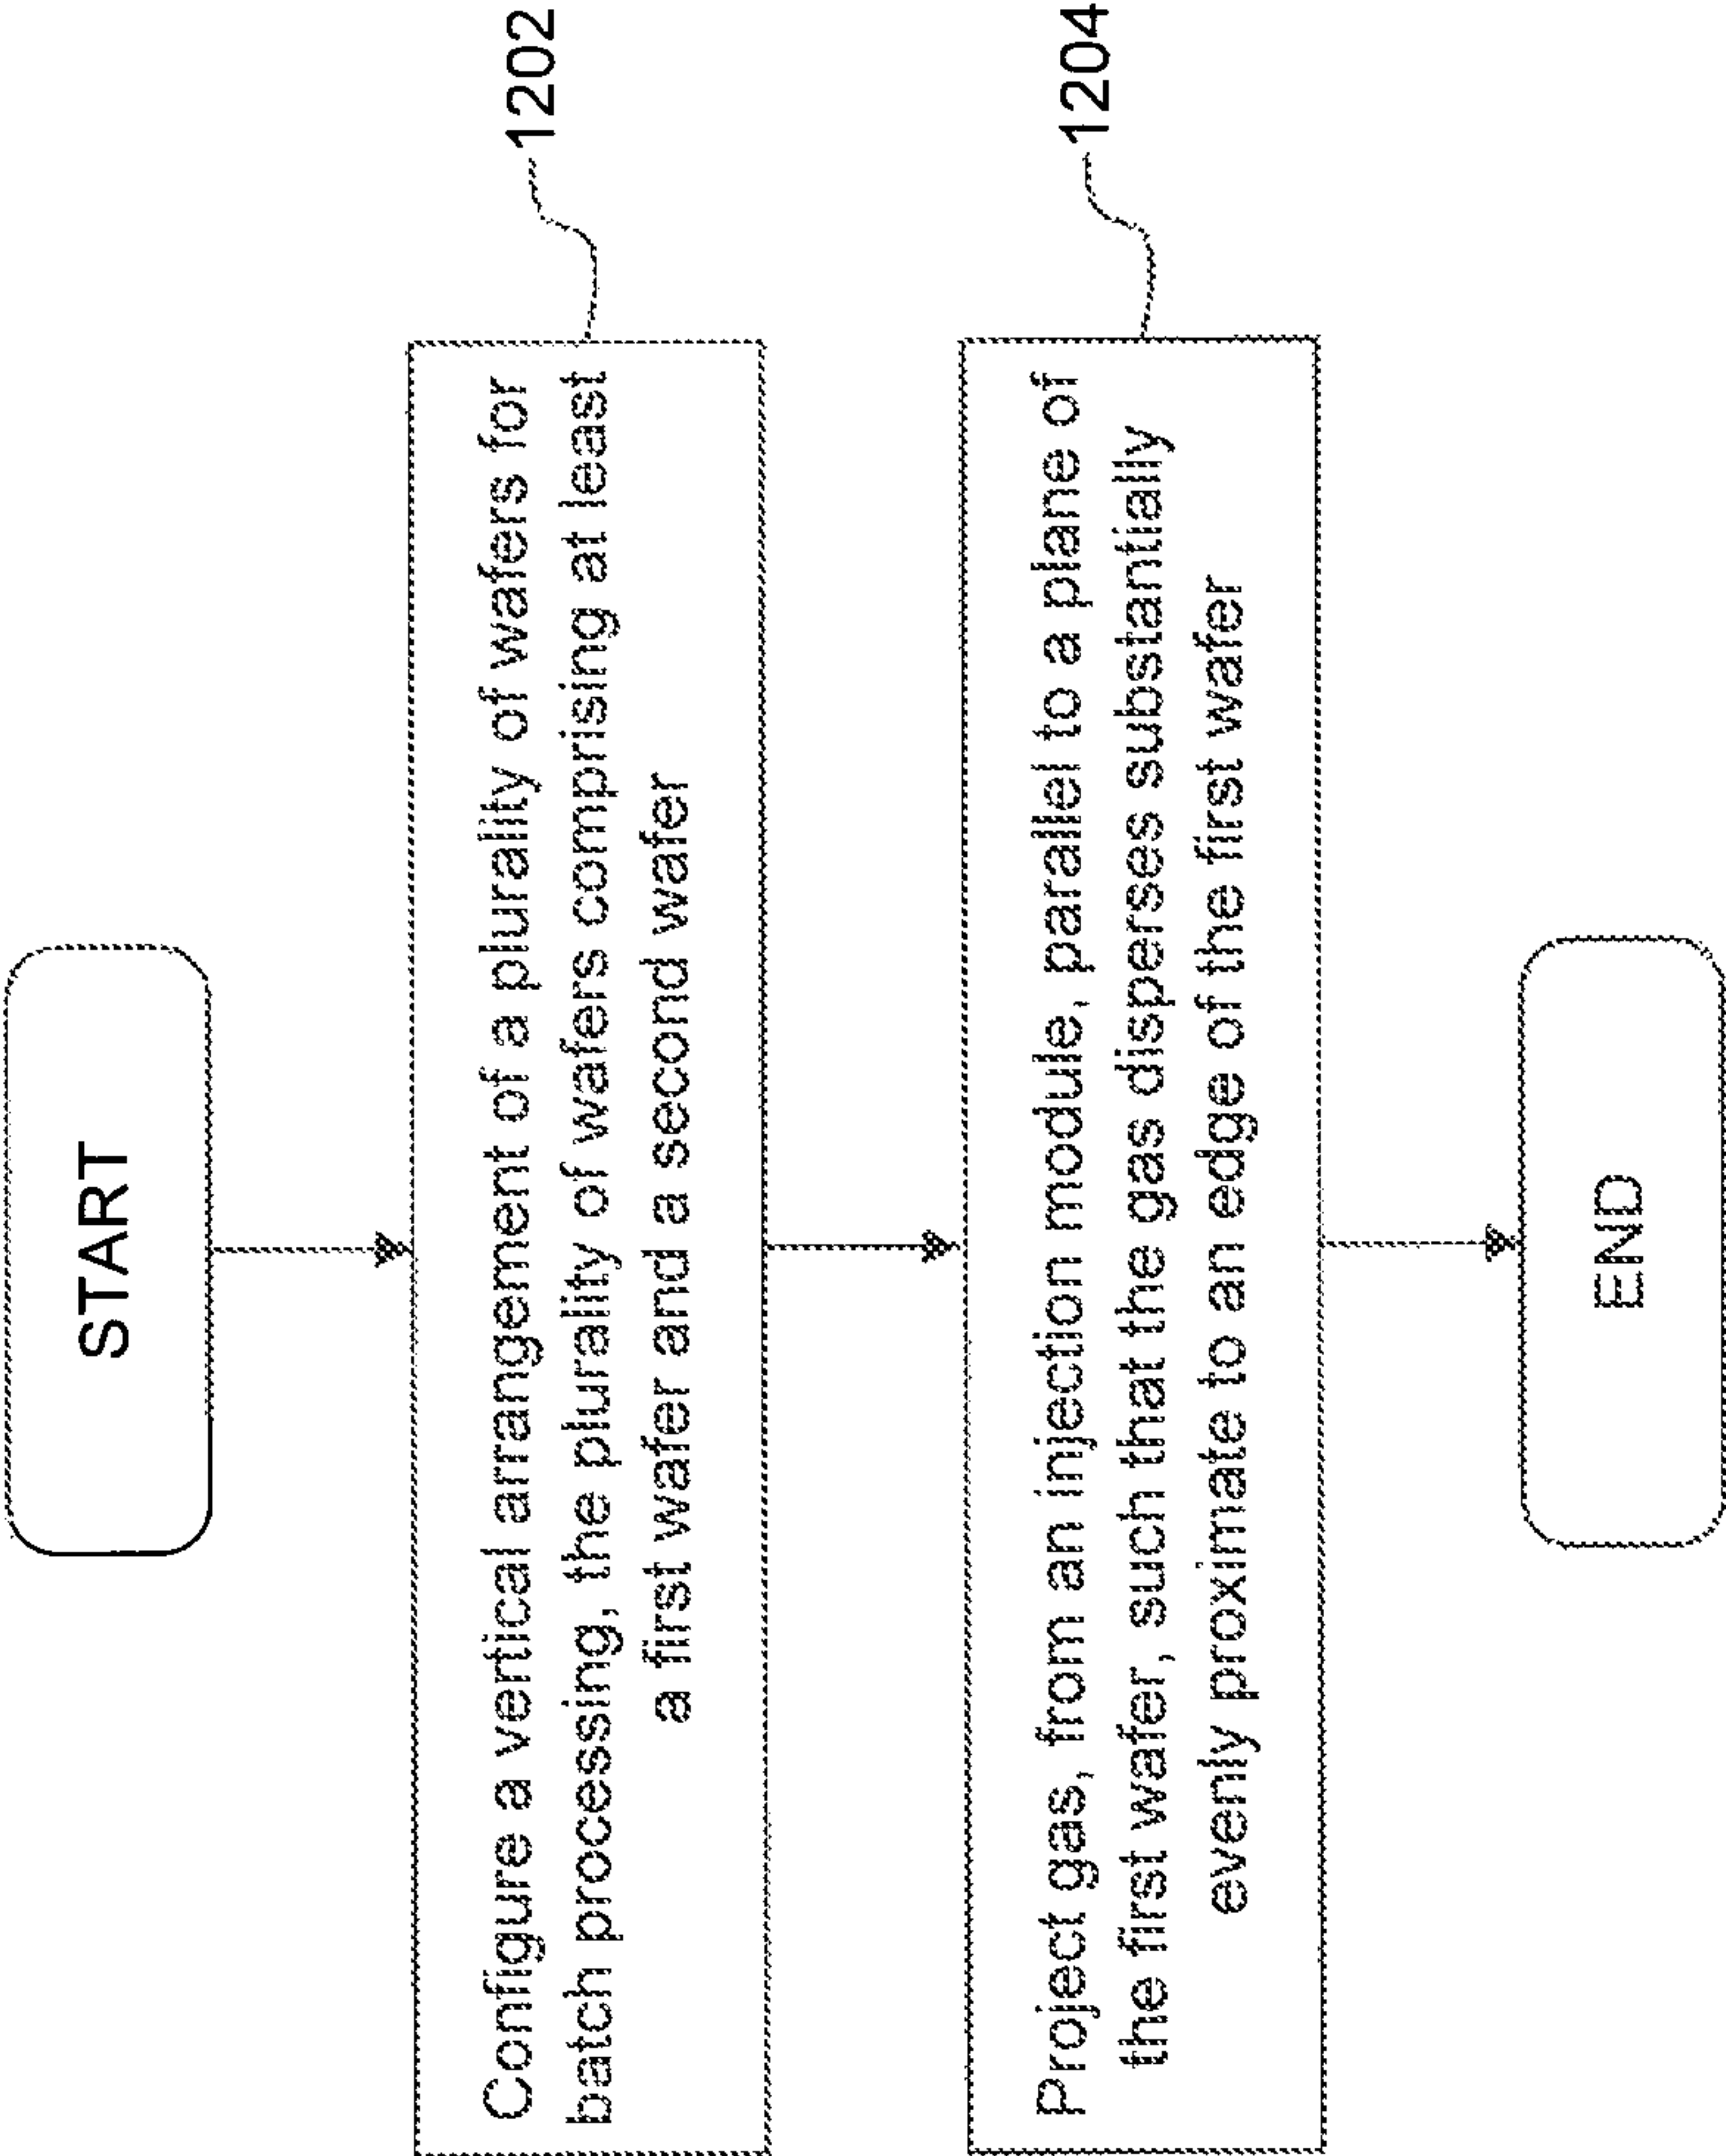 START
Configure a vertical arrangement of a plurality of wafers for
batch processing, the plurality of wafers comprising at least
a first wafer and a second wafer
1202
Project gas, from an injection module, parallel to a plane of
the first wafer, such that the gas disperses substantially
evenly proximate to an edge of the first wafer
1204
END